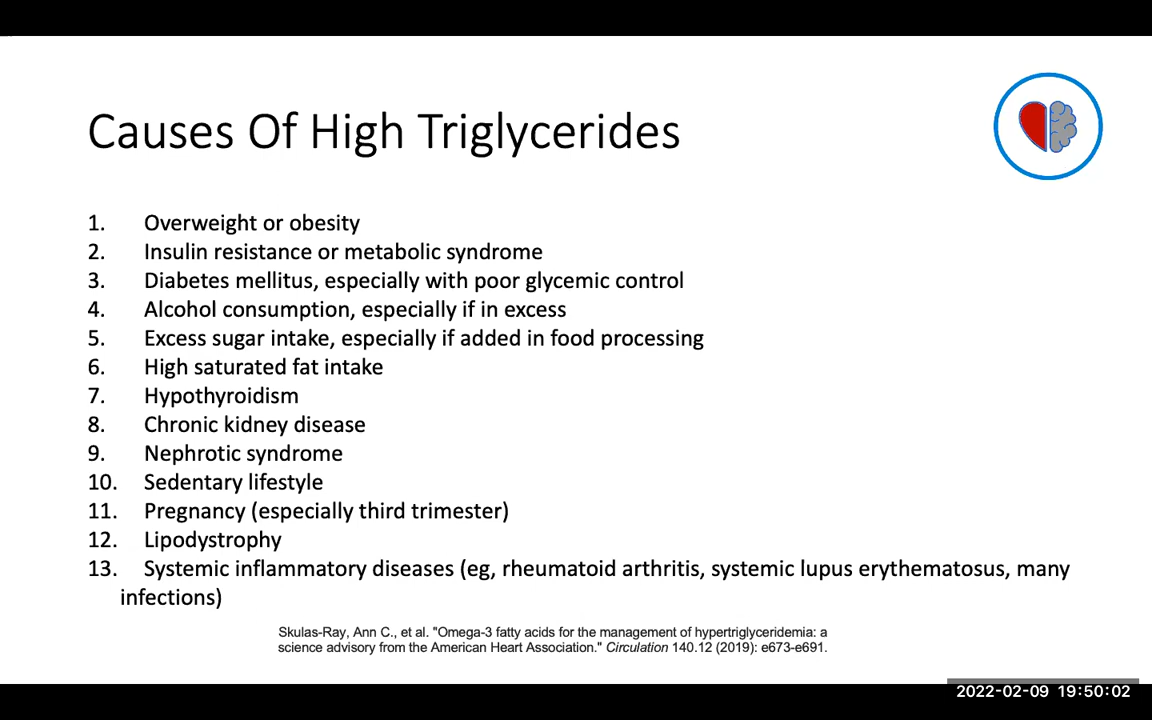 Causes Of High Triglycerides
1. Overweight or obesity
2. Insulin resistance or metabolic syndrome
3. Diabetes mellitus, especially with poor glycemic control
4. Alcohol consumption, especially if in excess
5. Excess sugar intake, especially if added in food processing
6. High saturated fat intake
7. Hypothyroidism
8. Chronic kidney disease
9. Nephrotic syndrome
10. Sedentary lifestyle
11. Pregnancy (especially third trimester)
12. Lipodystrophy
13. Systemic inflammatory diseases (eg, rheumatoid arthritis, systemic lupus erythematosus, many
infections)
Skulas-Ray, Ann C., et al. "Omega-3 fatty acids for the management of hypertriglyceridemia: a
science advisory from the American Heart Association." Circulation 140.12 (2019): e673-e691.
2022-02-09 19:50:02